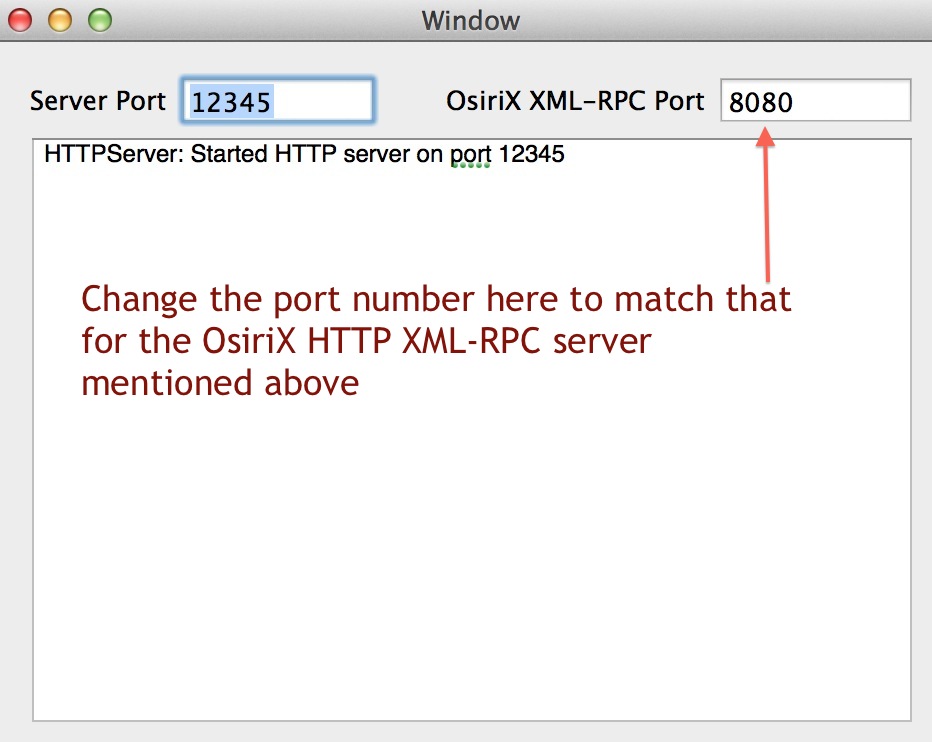 Window
Server Port 12345 OsiriX XML-RPC Port 8080
HTTPServer: Started HTTP server on port 12345
Change the port number here to match that
for the OsiriX HTTP XML-RPC server
mentioned above